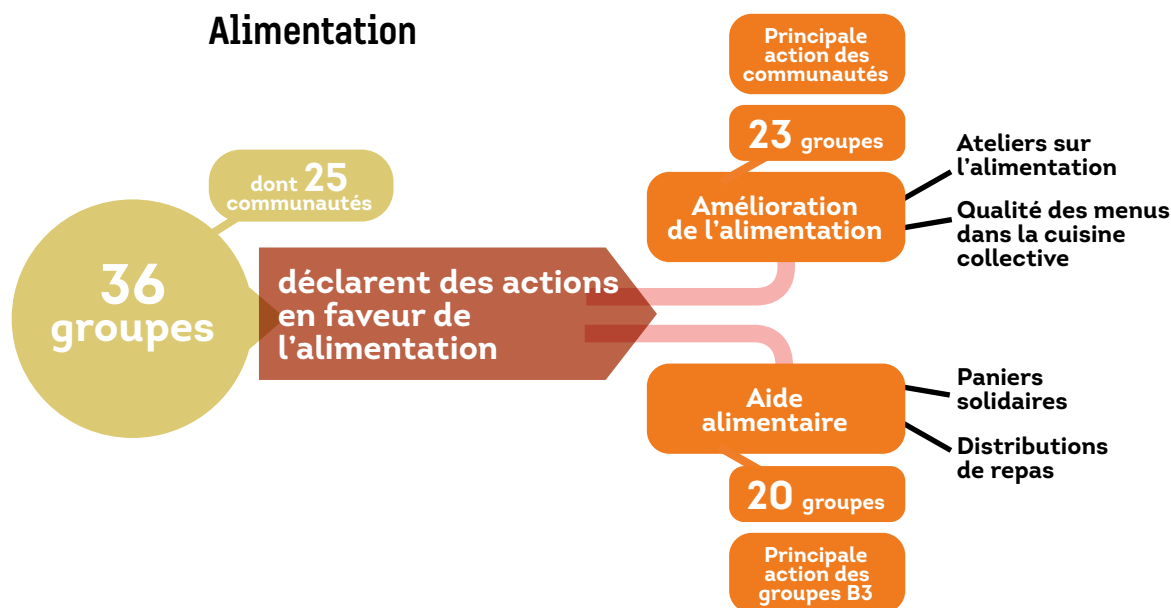 Alimentation
dont 25
communautés
36
groupes
déclarent des actions
en faveur de
l’alimentation
Principale
action des
communautés
23 groupes
Amélioration
de l’alimentation
Ateliers sur
l’alimentation
Qualité des menus
dans la cuisine
collective
Aide
alimentaire
Paniers
solidaires
Distributions
de repas
20 groupes
Principale
action des
groupes B3